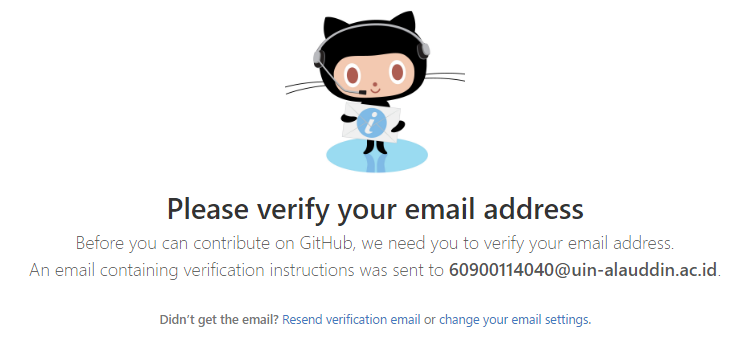 Please verify your email address
Before you can contribute on GitHub, we need you to verify your email address.
An email containing verification instructions was sent to 60900114040@uin-alauddin.ac.id.
Didn’t get the email? Resend verification email or change your email settings.